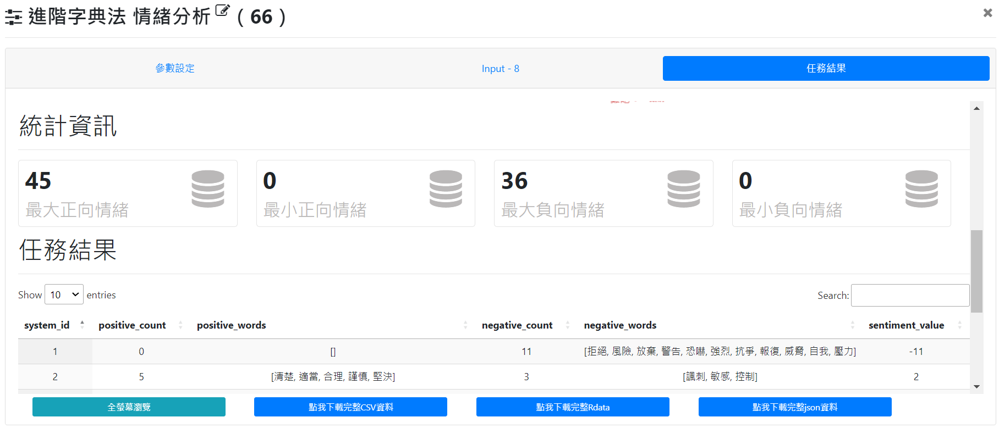 進階字典法 情緒分析 ( 66 )
參數設定 Input - 8 任務結果
統計資訊
45 0 36 0
最大正向情緒 最小正向情緒 最大負向情緒 最小負向情緒
任務結果
Show 10 entries Search:
system_id positive_count positive_words negative_count negative_words sentiment_value
1 0 [] 11 [拒絕, 風險, 放棄, 警告, 恐嚇, 強烈, 抗爭, 報復, 威脅, 自我, 壓力] -11
2 5 [清楚, 適當, 合理, 謹慎, 堅決] 3 [諷刺, 敏感, 控制] 2
全螢幕瀏覽 點我下載完整CSV資料 點我下載完整Rdata 點我下載完整json資料